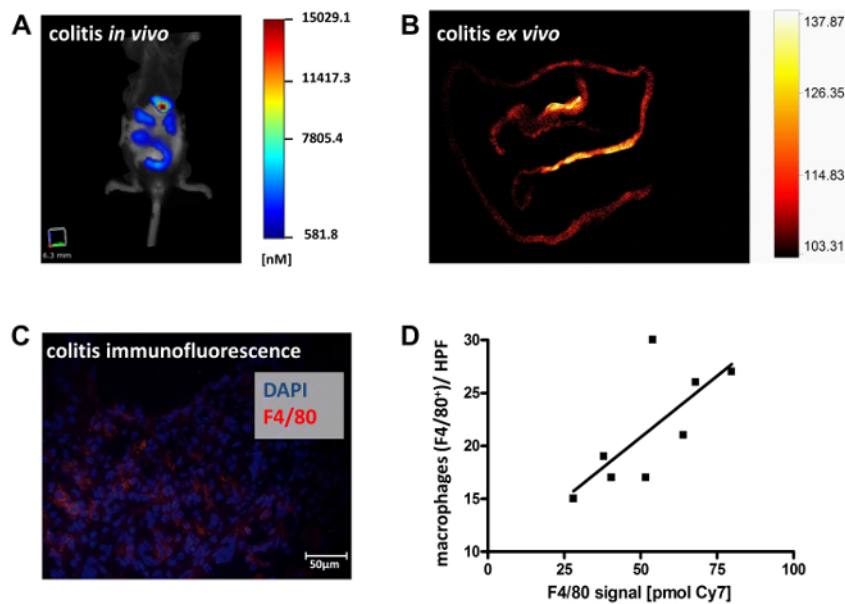 A
colitis in vivo
15029.1
11417.3
7805.4
581.8
[nM]
6.3 mm
B
colitis ex vivo
137.87
126.35
114.83
103.31
C
colitis immunofluorescence
DAPI
F4/80
50µm
D
macrophages (F4/80⁺)/ HPF
30
25
20
15
10
0
25
50
75
100
F4/80 signal [pmol Cy7]